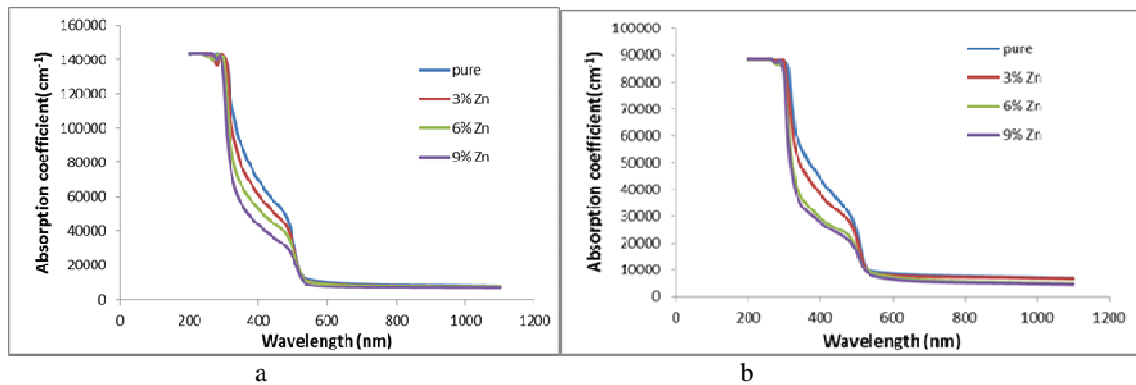 160000
140000
120000
100000
80000
60000
40000
20000
0
Absorption coefficient(cm⁻¹)
pure
3% Zn
6% Zn
9% Zn
0 200 400 600 800 1000 1200
Wavelength (nm)
a
100000
90000
80000
70000
60000
50000
40000
30000
20000
10000
0
Absorption coefficient(cm⁻¹)
pure
3% Zn
6% Zn
9% Zn
0 200 400 600 800 1000 1200
Wavelength (nm)
b